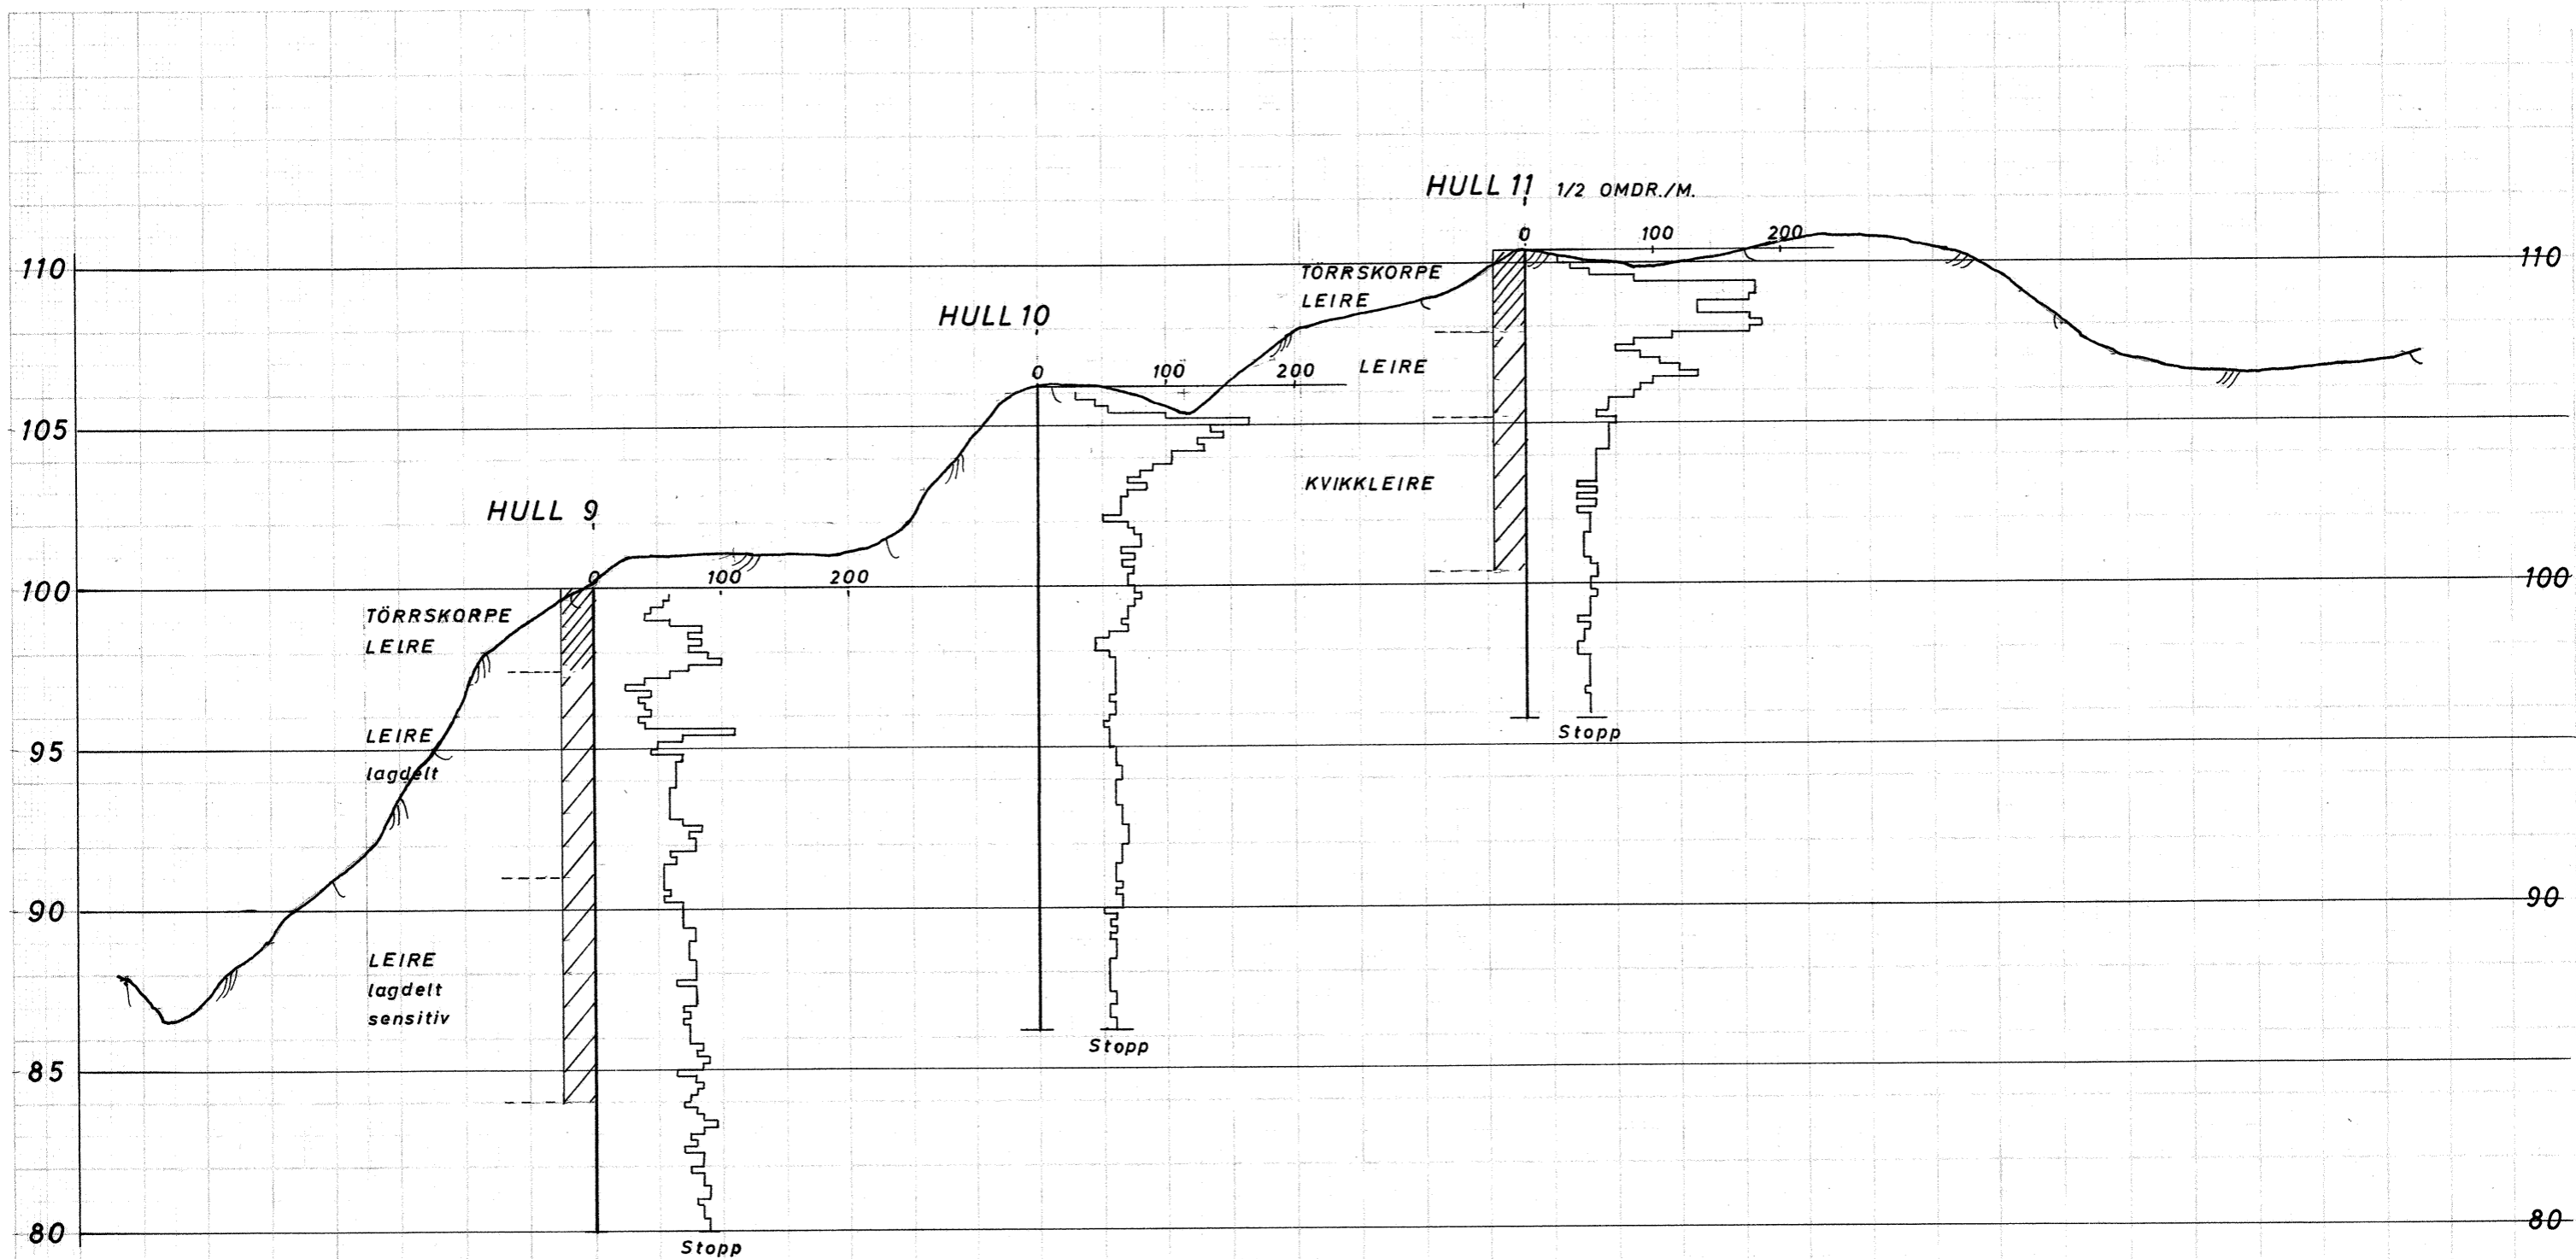 HULL 11 1/2 OMDR./M.
0 100 200
110 110
TÖRRSKORPE
LEIRE
HULL 10
0 100 200
LEIRE
105
KVIKKLEIRE
HULL 9
0 100 200
100 100
TÖRRSKORPE
LEIRE
LEIRE
lagdelt
Stopp
95
90 90
LEIRE
lagdelt
sensitiv
Stopp
85
80 80
Stopp